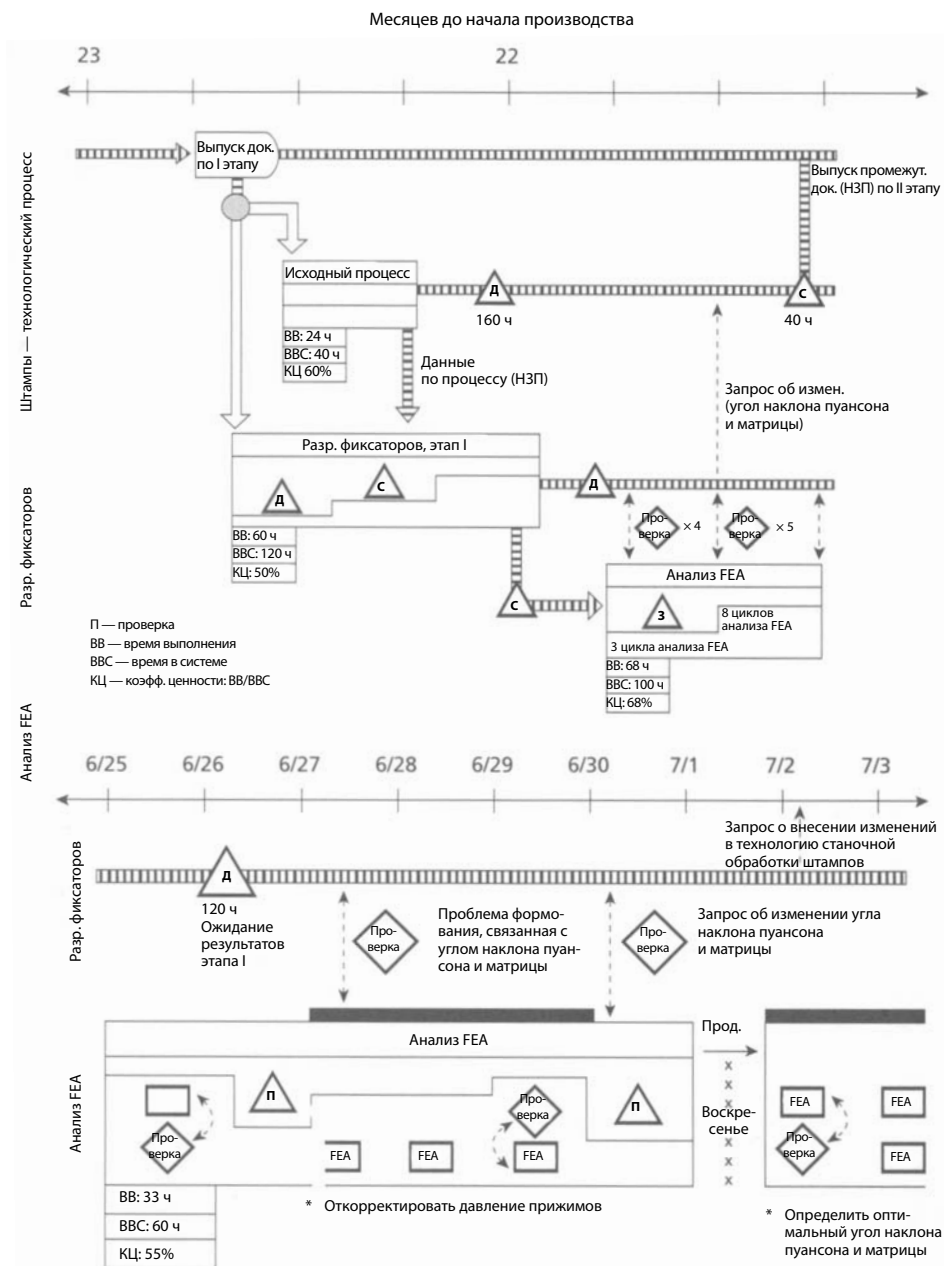 Месяцев до начала производства
23
22
Штампы — технологический процесс
Выпуск док.
по I этапу
Выпуск промежут.
док. (НЗП) по II этапу
Исходный процесс
Д
160 ч
С
40 ч
ВВ: 24 ч
ВВС: 40 ч
КЦ 60%
Данные
по процессу (НЗП)
Запрос об измен.
(угол наклона пуансона
и матрицы)
Разр. фиксаторов
Разр. фиксаторов, этап I
Д
С
Д
ВВ: 60 ч
ВВС: 120 ч
КЦ: 50%
Про-
верка
× 4
Про-
верка
× 5
С
Анализ FEA
З
8 циклов
анализа FEA
3 цикла анализа FEA
ВВ: 68 ч
ВВС: 100 ч
КЦ: 68%
П — проверка
ВВ — время выполнения
ВВС — время в системе
КЦ — коэфф. ценности: ВВ/ВВС
Анализ FEA
6/25
6/26
6/27
6/28
6/29
6/30
7/1
7/2
7/3
Запрос о внесении изменений
в технологию станочной
обработки штампов
Разр. фиксаторов
Д
120 ч
Ожидание
результатов
этапа I
Про-
верка
Проблема формо-
вания, связанная с
углом наклона пуан-
сона и матрицы
Про-
верка
Запрос об изменении угла
наклона пуансона
и матрицы
Анализ FEA
Анализ FEA
Про-
верка
П
FEA
FEA
Про-
верка
FEA
П
Прод.
x
x
x
Воскре-
сенье
x
x
x
FEA
FEA
Про-
верка
FEA
ВВ: 33 ч
ВВС: 60 ч
КЦ: 55%
* Откорректировать давление прижимов
* Определить опти-
мальный угол наклона
пуансона и матрицы